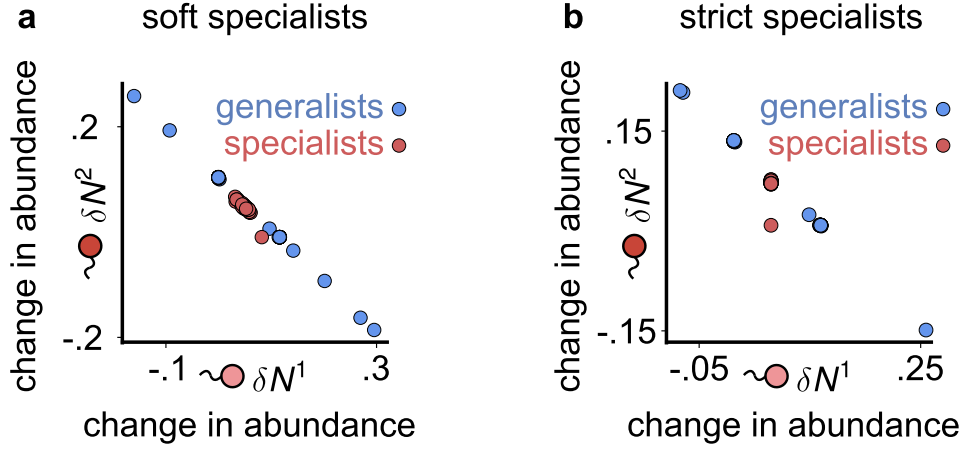 a soft specialists
change in abundance
δN²
.2
-.2
generalists
specialists
-.1
.3
δN¹
change in abundance
b strict specialists
change in abundance
δN²
.15
-.15
generalists
specialists
-.05
.25
δN¹
change in abundance